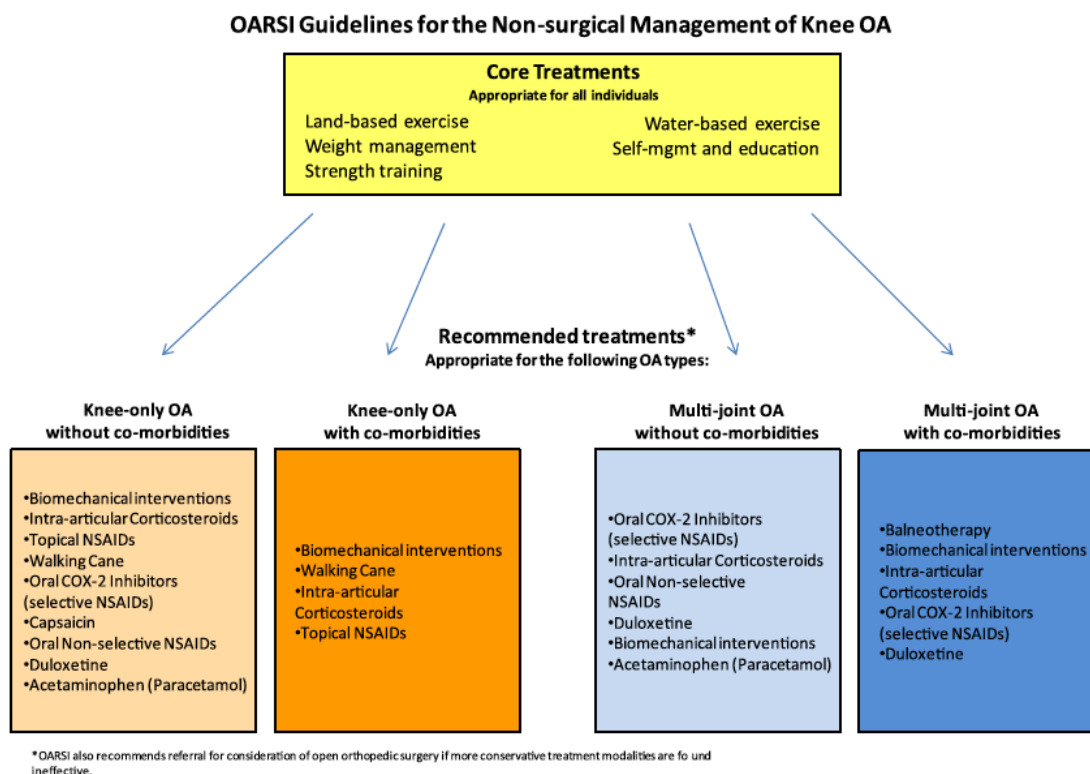 OARSI Guidelines for the Non-surgical Management of Knee OA
Core Treatments
Appropriate for all individuals
Land-based exercise
Weight management
Strength training
Water-based exercise
Self-mgmt and education
Recommended treatments*
Appropriate for the following OA types:
Knee-only OA
without co-morbidities
•Biomechanical interventions
•Intra-articular Corticosteroids
•Topical NSAIDs
•Walking Cane
•Oral COX-2 Inhibitors
(selective NSAIDs)
•Capsaicin
•Oral Non-selective NSAIDs
•Duloxetine
•Acetaminophen (Paracetamol)
Knee-only OA
with co-morbidities
•Biomechanical interventions
•Walking Cane
•Intra-articular
Corticosteroids
•Topical NSAIDs
Multi-joint OA
without co-morbidities
•Oral COX-2 Inhibitors
(selective NSAIDs)
•Intra-articular Corticosteroids
•Oral Non-selective
NSAIDs
•Duloxetine
•Biomechanical interventions
•Acetaminophen (Paracetamol)
Multi-joint OA
with co-morbidities
•Balneotherapy
•Biomechanical interventions
•Intra-articular
Corticosteroids
•Oral COX-2 Inhibitors
(selective NSAIDs)
•Duloxetine
*OARSI also recommends referral for consideration of open orthopedic surgery if more conservative treatment modalities are fo und
ineffective.